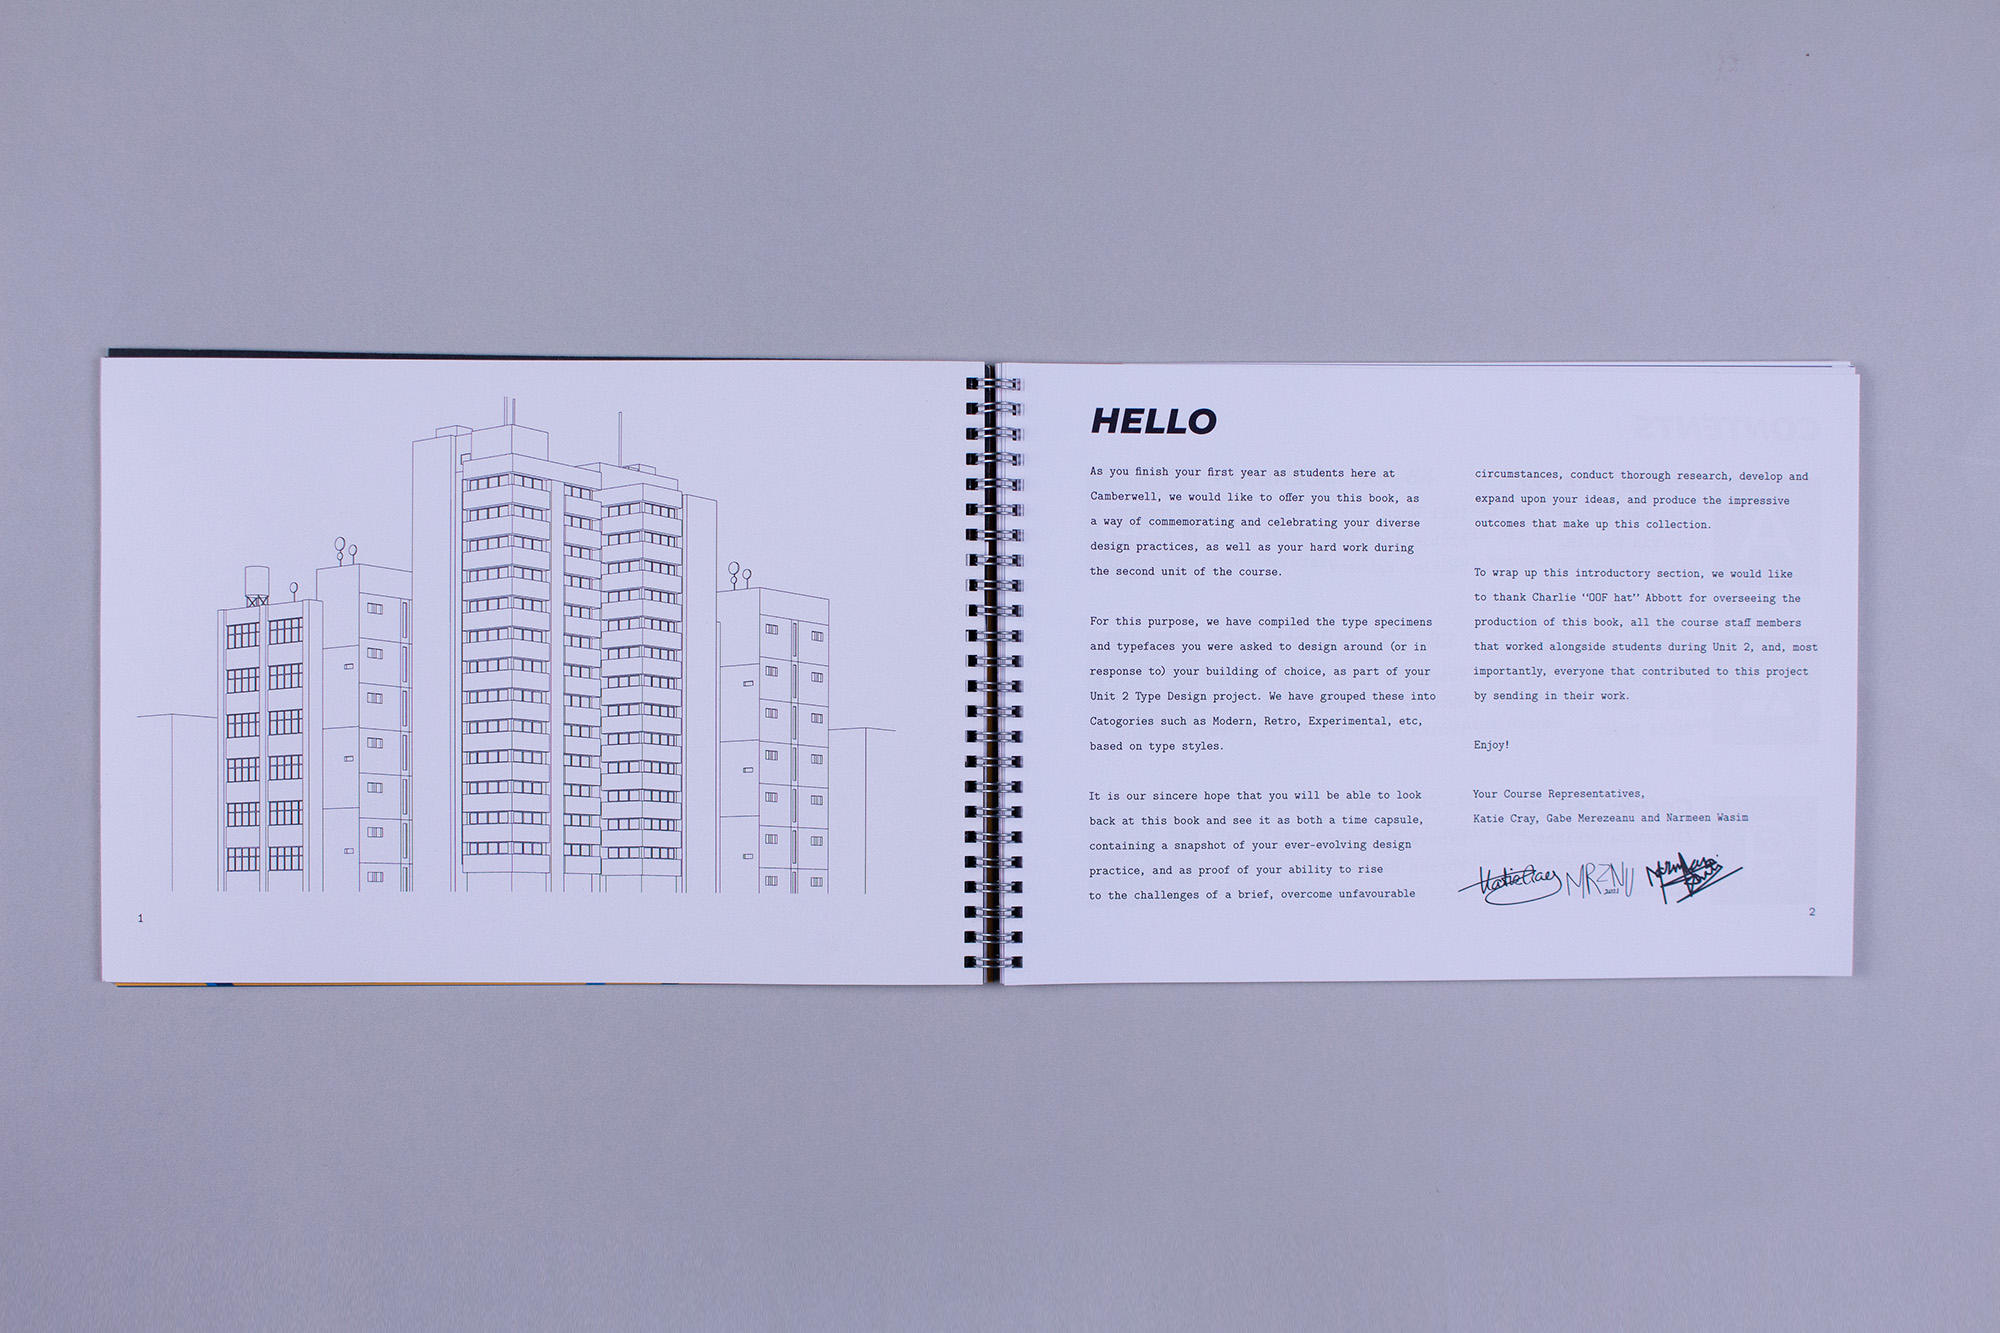 HELLO
As you finish your first year as students here at
Camberwell, we would like to offer you this book, as
a way of commemorating and celebrating your diverse
design practices, as well as your hard work during
the second unit of the course.
For this purpose, we have compiled the type specimens
and typefaces you were asked to design around (or in
response to) your building of choice, as part of your
Unit 2 Type Design project. We have grouped these into
Catogories such as Modern, Retro, Experimental, etc,
based on type styles.
It is our sincere hope that you will be able to look
back at this book and see it as both a time capsule,
containing a snapshot of your ever-evolving design
practice, and as proof of your ability to rise
to the challenges of a brief, overcome unfavourable
circumstances, conduct thorough research, develop and
expand upon your ideas, and produce the impressive
outcomes that make up this collection.
To wrap up this introductory section, we would like
to thank Charlie “OOF hat” Abbott for overseeing the
production of this book, all the course staff members
that worked alongside students during Unit 2, and, most
importantly, everyone that contributed to this project
by sending in their work.
Enjoy!
Your Course Representatives,
Katie Cray, Gabe Merezeanu and Narmeen Wasim
Katie Cray MRZNU
2021
1
2